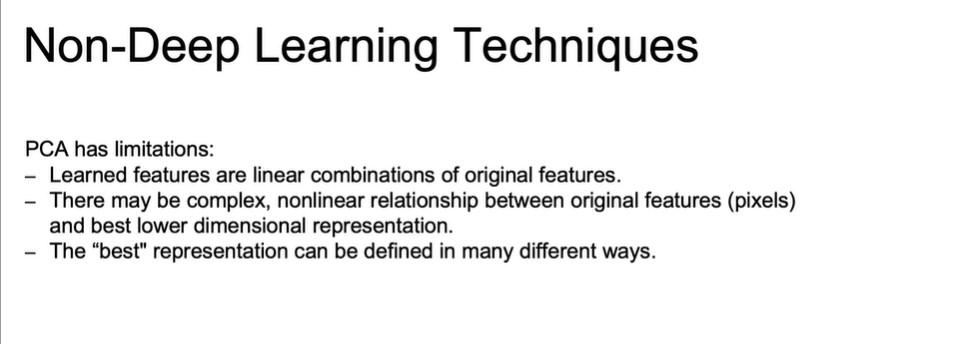 Non-Deep Learning Techniques
PCA has limitations:
– Learned features are linear combinations of original features.
– There may be complex, nonlinear relationship between original features (pixels)
and best lower dimensional representation.
– The “best" representation can be defined in many different ways.